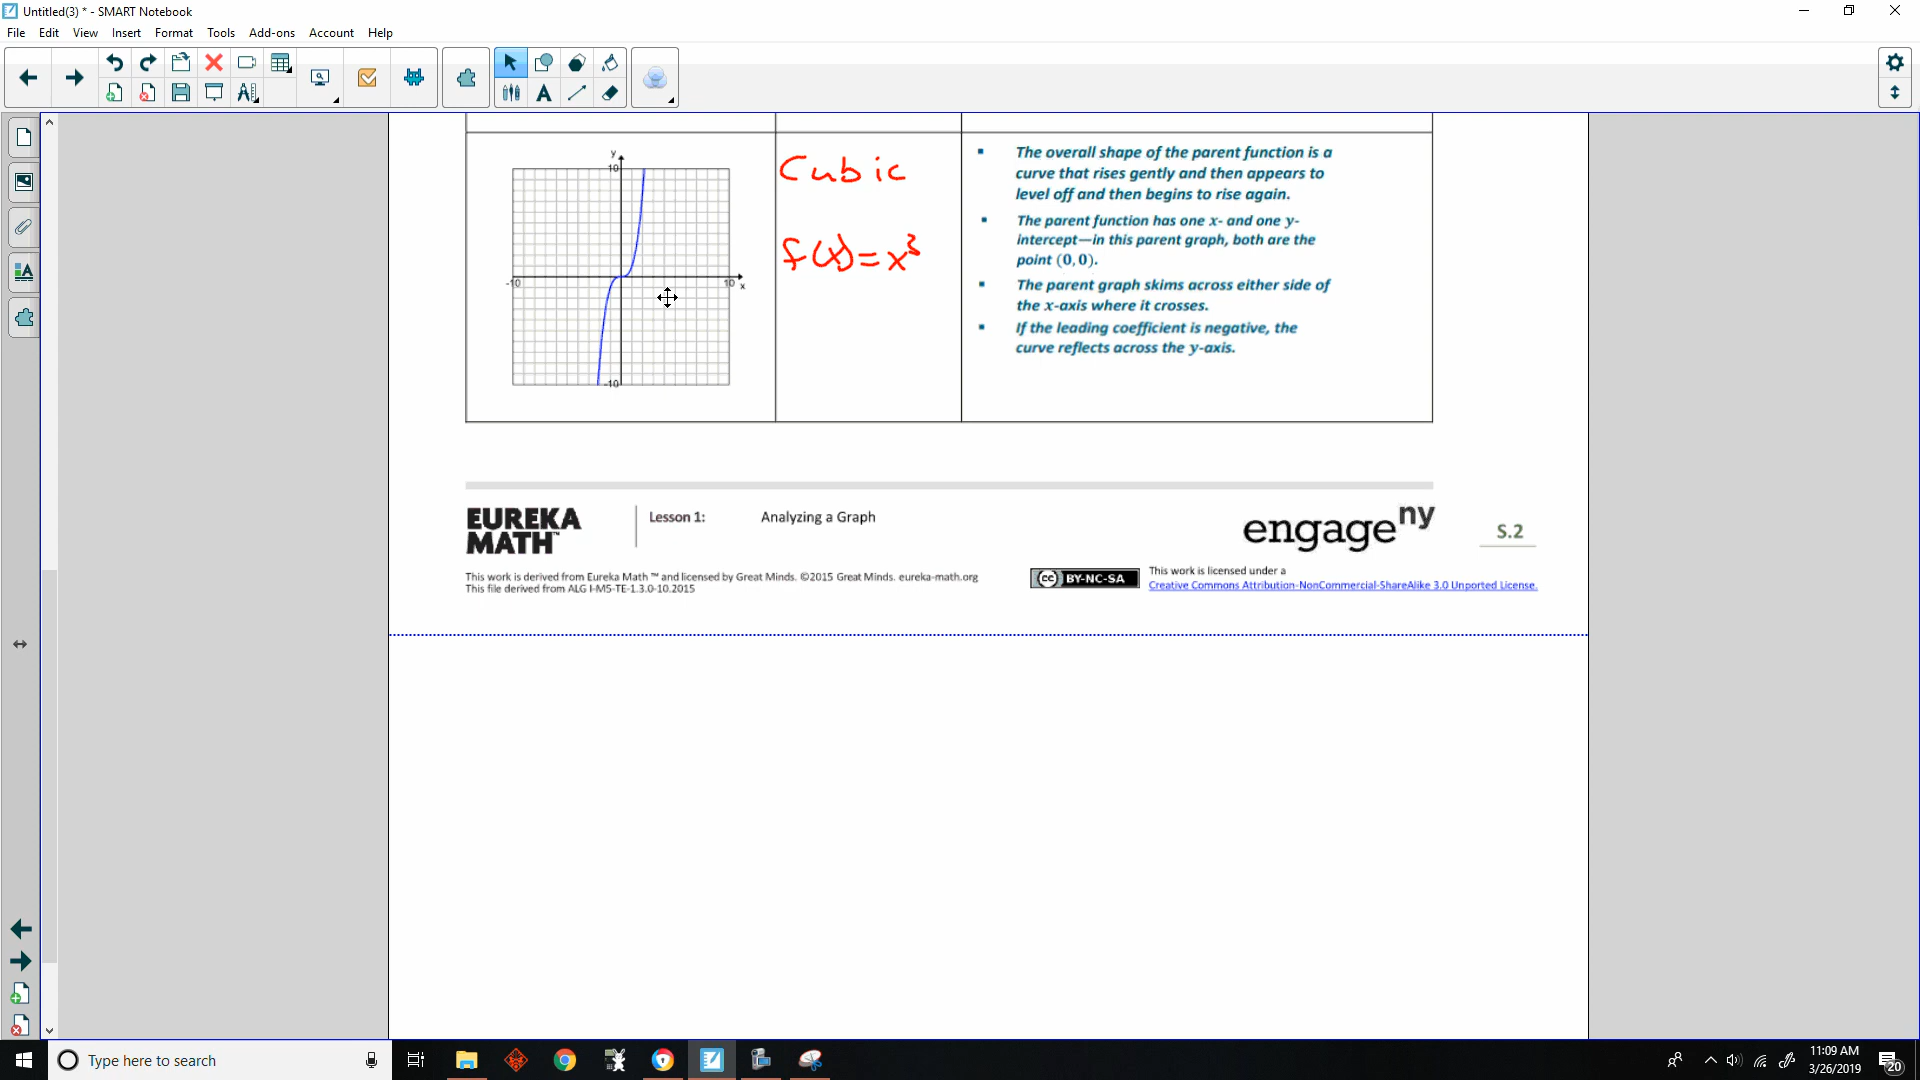 Untitled(3) * - SMART Notebook
File Edit View Insert Format Tools Add-ons Account Help
y
10
-10
10
x
-10
Cubic
f(x)=x³
▪ The overall shape of the parent function is a
curve that rises gently and then appears to
level off and then begins to rise again.
▪ The parent function has one x- and one y-
intercept—in this parent graph, both are the
point (0,0).
▪ The parent graph skims across either side of
the x-axis where it crosses.
▪ If the leading coefficient is negative, the
curve reflects across the y-axis.
EUREKA
MATH™
Lesson 1: Analyzing a Graph
engage ny
S.2
This work is derived from Eureka Math ™ and licensed by Great Minds. ©2015 Great Minds. eureka-math.org
This file derived from ALG I-M5-TE-1.3.0-10.2015
cc BY-NC-SA
This work is licensed under a
Creative Commons Attribution-NonCommercial-ShareAlike 3.0 Unported License.
Type here to search
11:09 AM
3/26/2019
20